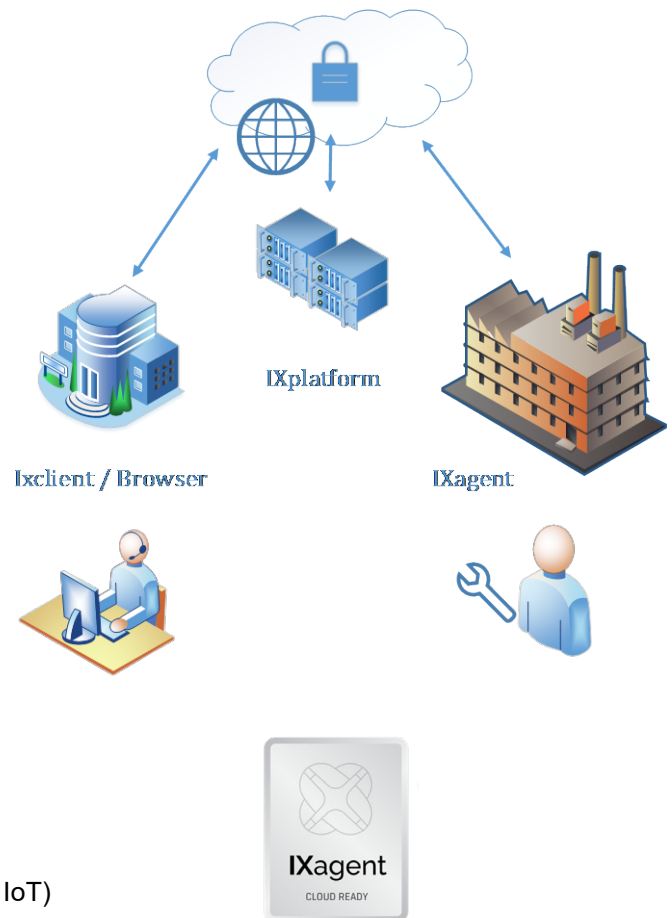 IXplatform
Ixclient / Browser
IXagent
IXagent
CLOUD READY
IoT)